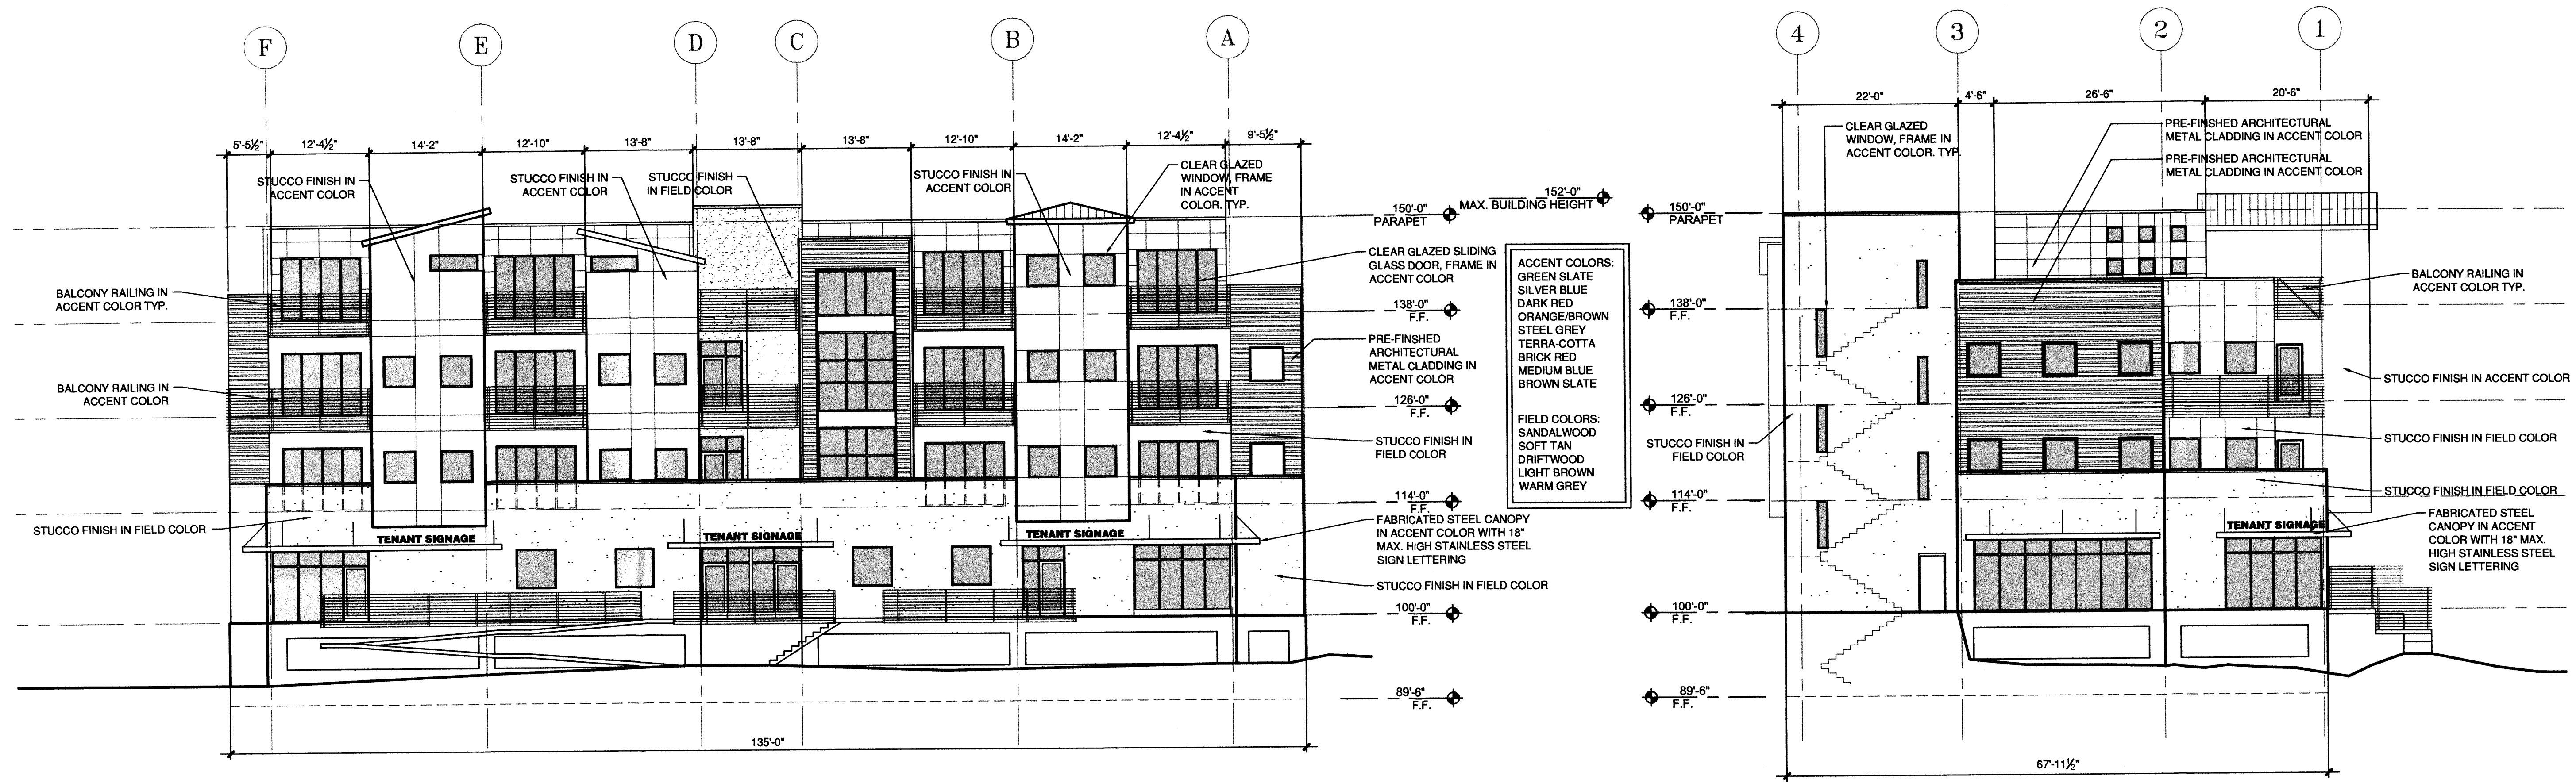 F
E
D
C
B
A
5'-5½"
12'-4½"
14'-2"
12'-10"
13'-8"
13'-8"
13'-8"
12'-10"
14'-2"
12'-4½"
9'-5½"
STUCCO FINISH IN
ACCENT COLOR
STUCCO FINISH IN
ACCENT COLOR
STUCCO FINISH
IN FIELD COLOR
STUCCO FINISH IN
ACCENT COLOR
CLEAR GLAZED
WINDOW, FRAME
IN ACCENT
COLOR. TYP.
BALCONY RAILING IN
ACCENT COLOR TYP.
BALCONY RAILING IN
ACCENT COLOR
STUCCO FINISH IN FIELD COLOR
TENANT SIGNAGE
TENANT SIGNAGE
TENANT SIGNAGE
CLEAR GLAZED SLIDING
GLASS DOOR, FRAME IN
ACCENT COLOR
PRE-FINSHED
ARCHITECTURAL
METAL CLADDING IN
ACCENT COLOR
STUCCO FINISH IN
FIELD COLOR
FABRICATED STEEL CANOPY
IN ACCENT COLOR WITH 18"
MAX. HIGH STAINLESS STEEL
SIGN LETTERING
STUCCO FINISH IN FIELD COLOR
150'-0"
PARAPET
138'-0"
F.F.
126'-0"
F.F.
114'-0"
F.F.
100'-0"
F.F.
89'-6"
F.F.
135'-0"
152'-0"
MAX. BUILDING HEIGHT
ACCENT COLORS:
GREEN SLATE
SILVER BLUE
DARK RED
ORANGE/BROWN
STEEL GREY
TERRA-COTTA
BRICK RED
MEDIUM BLUE
BROWN SLATE
FIELD COLORS:
SANDALWOOD
SOFT TAN
DRIFTWOOD
LIGHT BROWN
WARM GREY
4
3
2
1
22'-0"
4'-6"
26'-6"
20'-6"
CLEAR GLAZED
WINDOW, FRAME IN
ACCENT COLOR. TYP.
PRE-FINSHED ARCHITECTURAL
METAL CLADDING IN ACCENT COLOR
PRE-FINSHED ARCHITECTURAL
METAL CLADDING IN ACCENT COLOR
150'-0"
PARAPET
138'-0"
F.F.
126'-0"
F.F.
STUCCO FINISH IN
FIELD COLOR
114'-0"
F.F.
100'-0"
F.F.
89'-6"
F.F.
BALCONY RAILING IN
ACCENT COLOR TYP.
STUCCO FINISH IN ACCENT COLOR
STUCCO FINISH IN FIELD COLOR
STUCCO FINISH IN FIELD COLOR
TENANT SIGNAGE
FABRICATED STEEL
CANOPY IN ACCENT
COLOR WITH 18" MAX.
HIGH STAINLESS STEEL
SIGN LETTERING
67'-11½"